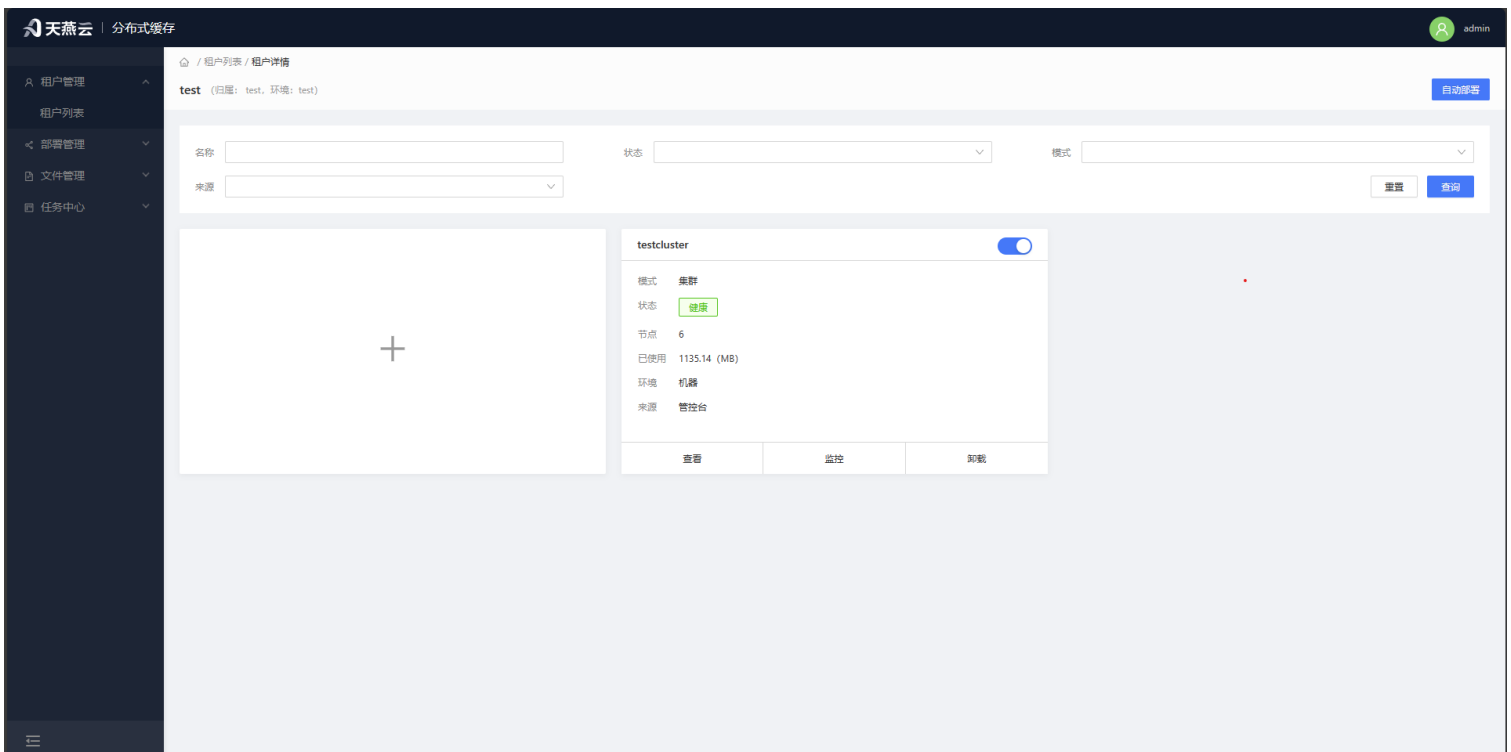 天燕云 | 分布式缓存
admin
租户管理
租户列表
部署管理
文件管理
任务中心
/ 租户列表 / 租户详情
test (归属: test, 环境: test)
自动部署
名称
状态
模式
来源
重置
查询
testcluster
模式 集群
状态 健康
节点 6
已使用 1135.14 (MB)
环境 机器
来源 管控台
查看
监控
卸载